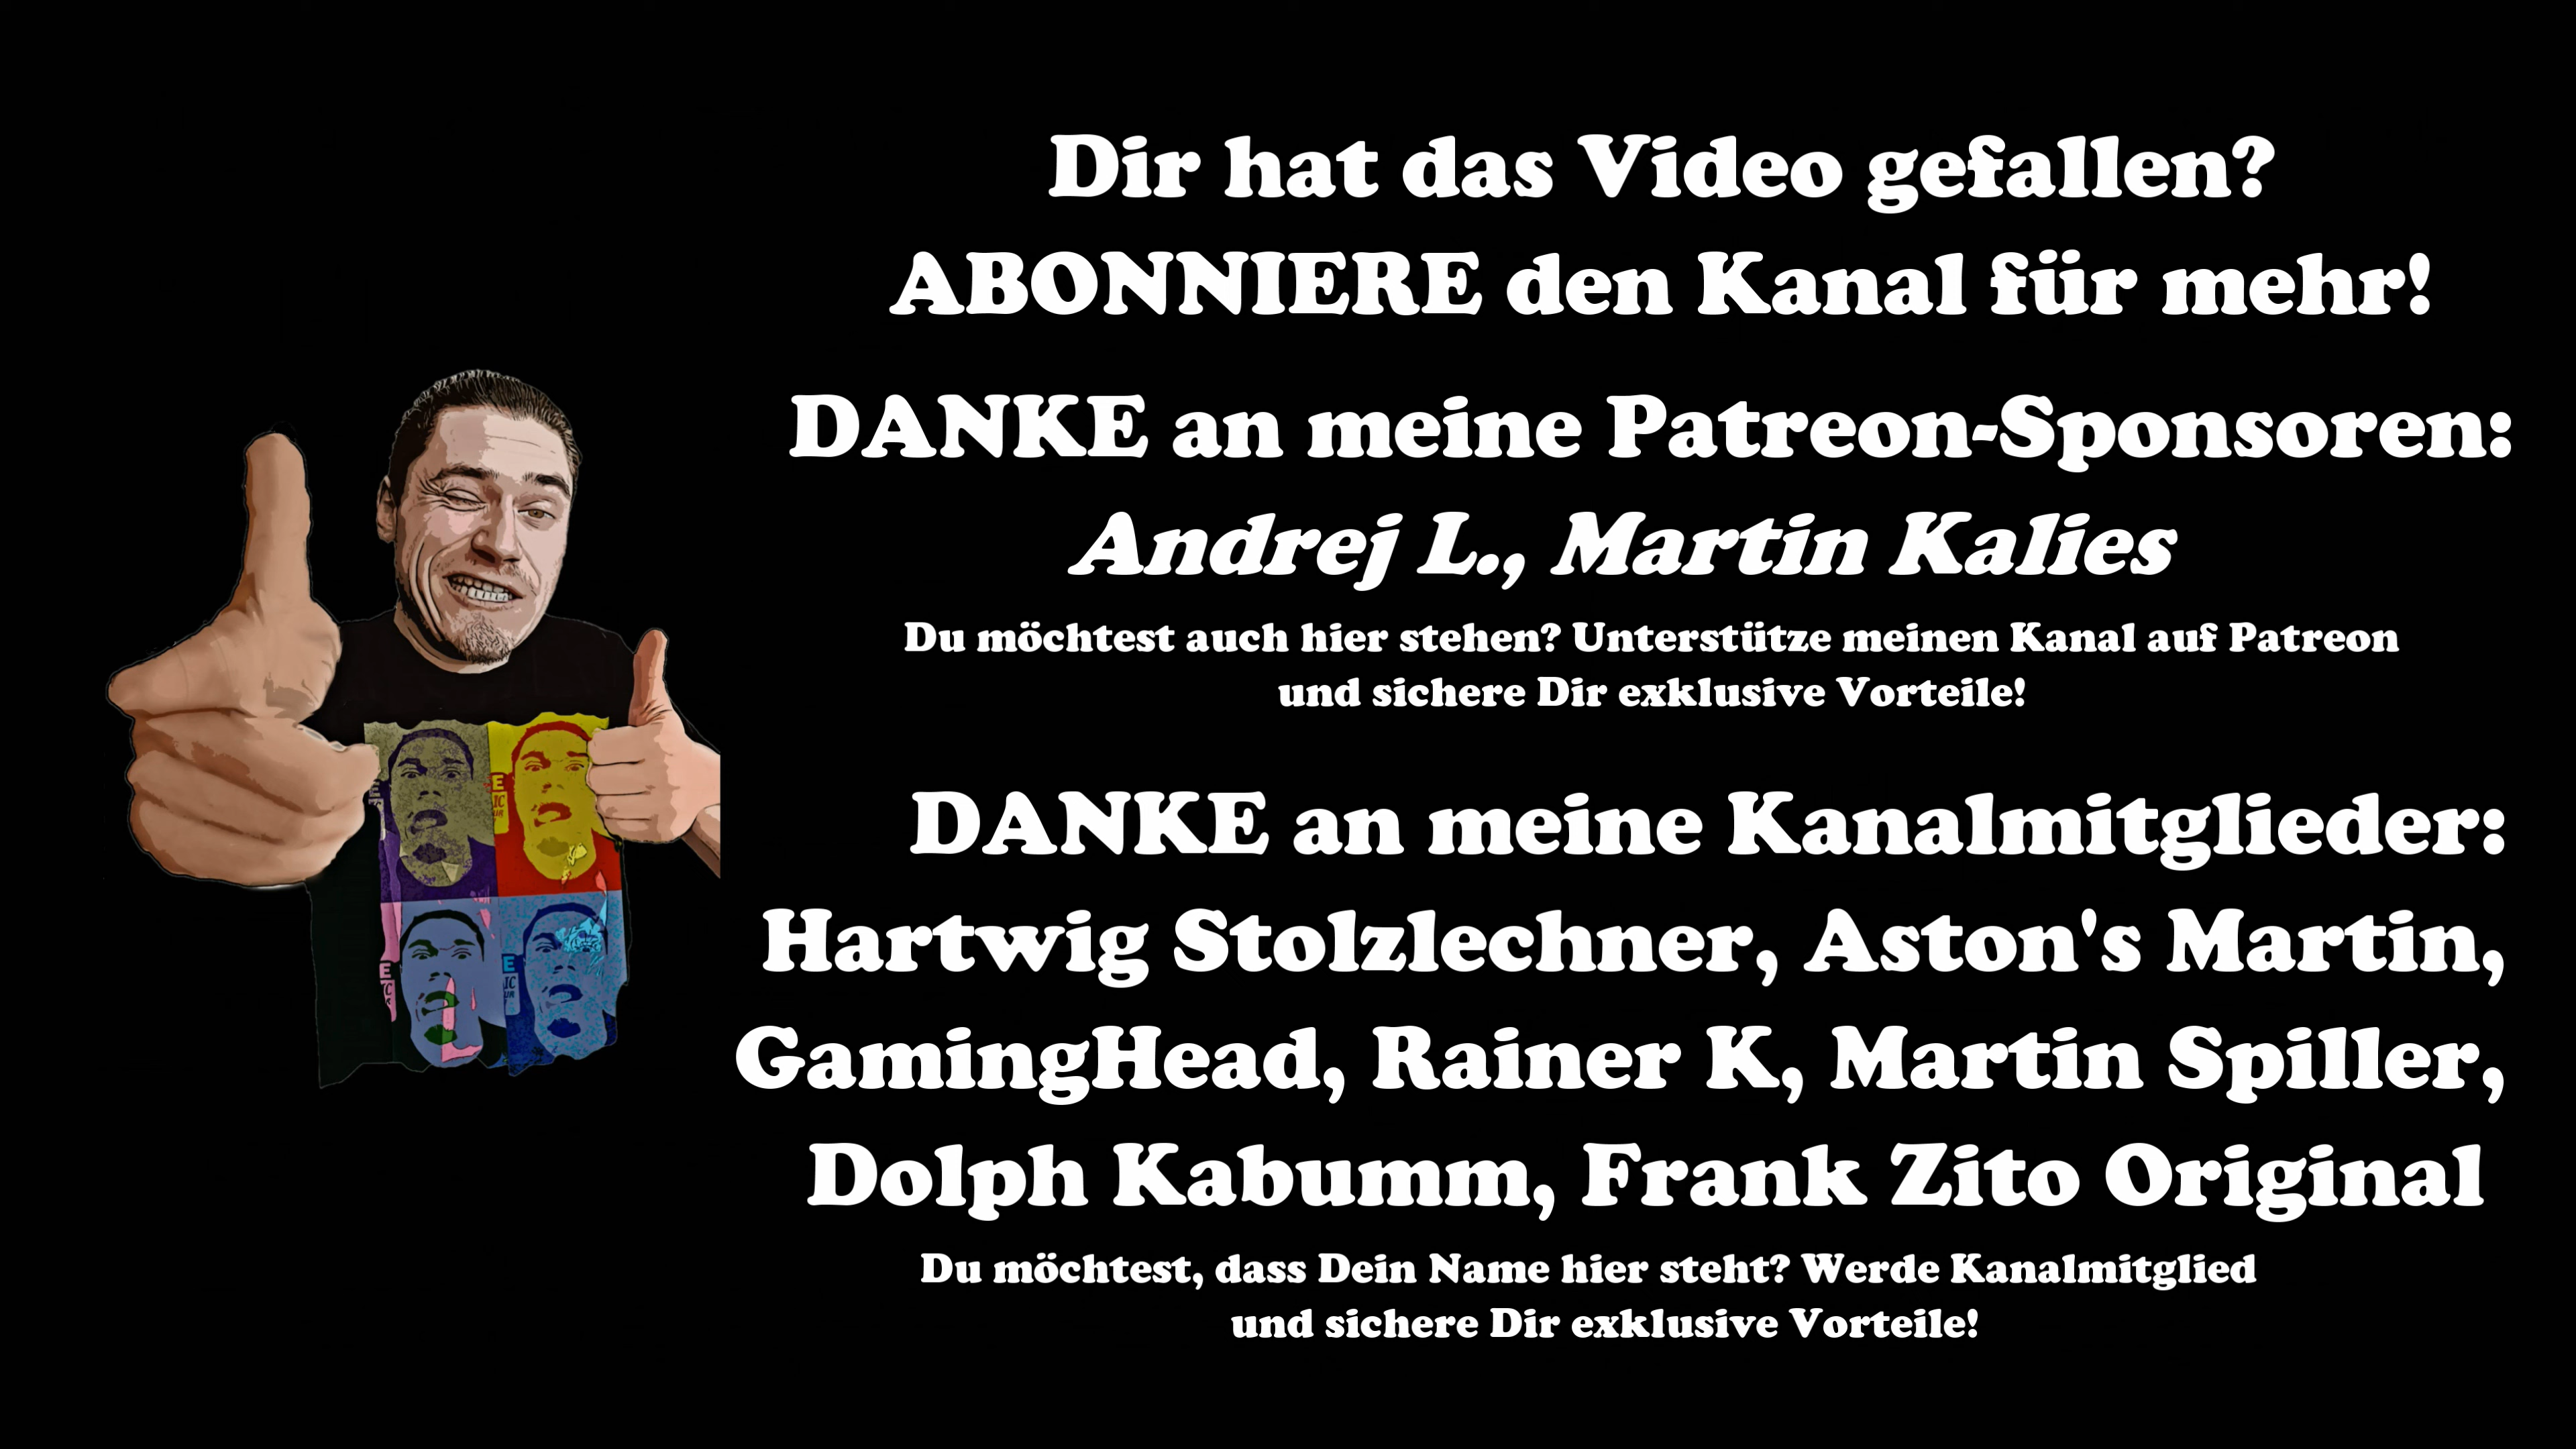 Dir hat das Video gefallen?
ABONNIERE den Kanal für mehr!
DANKE an meine Patreon-Sponsoren:
Andrej L., Martin Kalies
Du möchtest auch hier stehen? Unterstütze meinen Kanal auf Patreon
und sichere Dir exklusive Vorteile!
DANKE an meine Kanalmitglieder:
Hartwig Stolzlechner, Aston's Martin,
GamingHead, Rainer K, Martin Spiller,
Dolph Kabumm, Frank Zito Original
Du möchtest, dass Dein Name hier steht? Werde Kanalmitglied
und sichere Dir exklusive Vorteile!